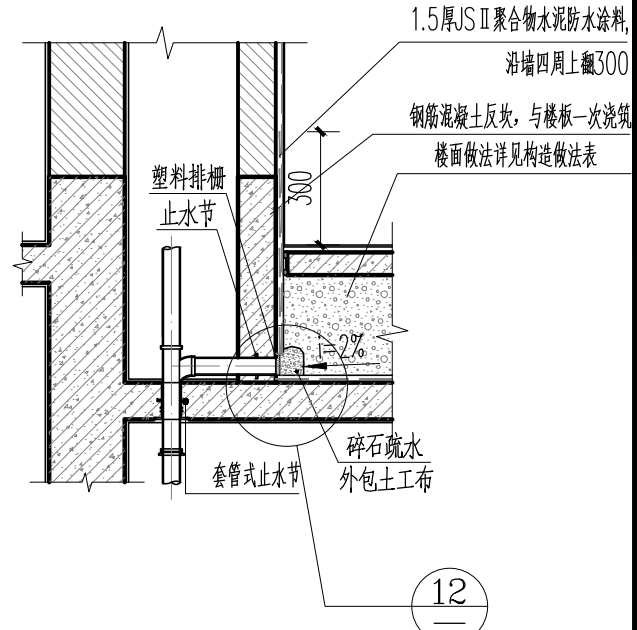 1.5厚JSⅡ聚合物水泥防水涂料,
沿墙四周上翻300
钢筋混凝土反坎，与楼板一次浇筑
楼面做法详见构造做法表
塑料排栅
止水节
300
i=2%
碎石疏水
外包土工布
套管式止水节
12